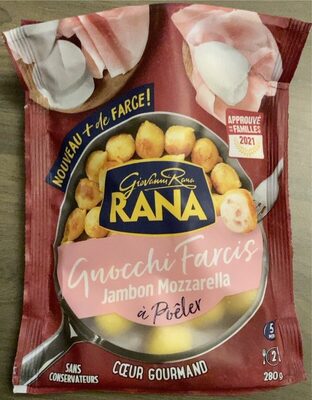 NOUVEAU + de FARCE!
APPROUVÉ
PAR LES FAMILLES
2021
Giovanni Rana
RANA
Gnocchi Farcis
Jambon Mozzarella
à Poêler
5
MIN
SANS
CONSERVATEURS
CŒUR GOURMAND
2
280g